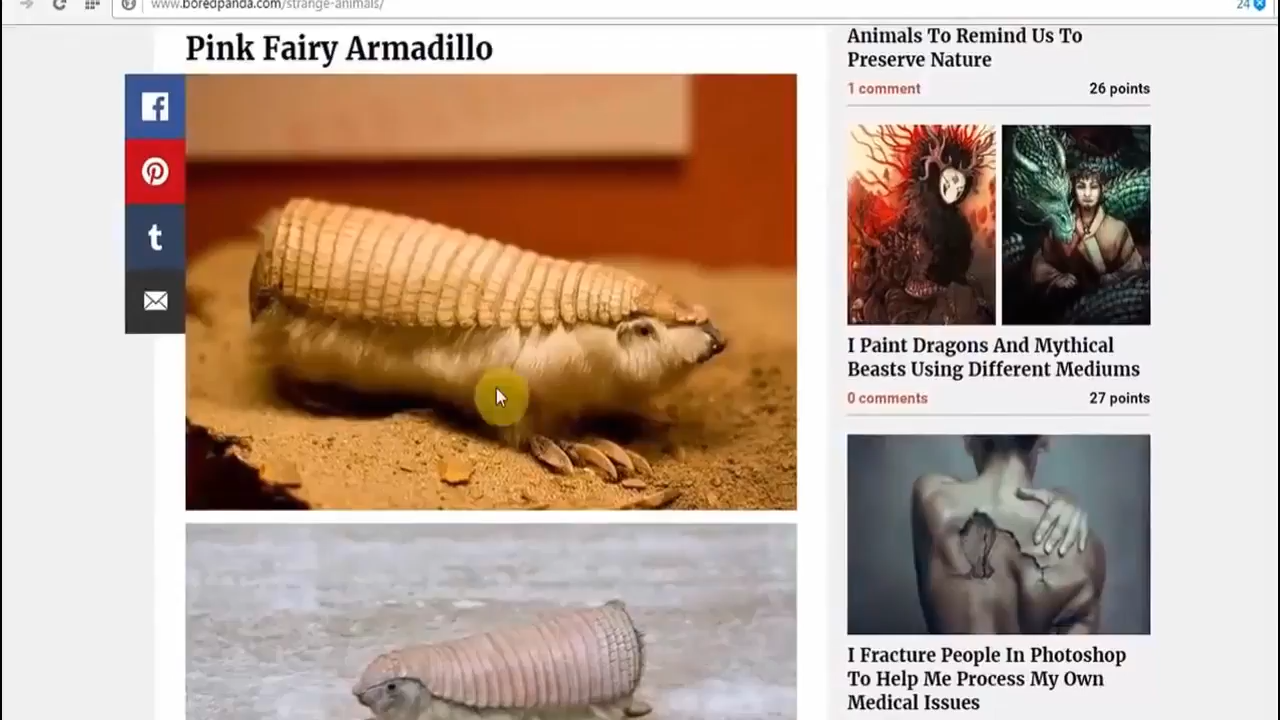 www.boredpanda.com/strange-animals/
24
Pink Fairy Armadillo
Animals To Remind Us To
Preserve Nature
1 comment
26 points
I Paint Dragons And Mythical
Beasts Using Different Mediums
0 comments
27 points
I Fracture People In Photoshop
To Help Me Process My Own
Medical Issues